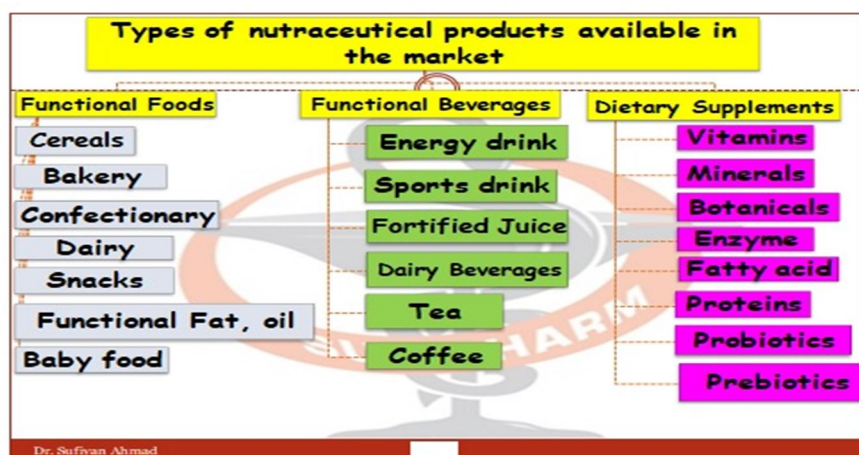 Types of nutraceutical products available in
the market
Functional Foods
Cereals
Bakery
Confectionary
Dairy
Snacks
Functional Fat, oil
Baby food
Functional Beverages
Energy drink
Sports drink
Fortified Juice
Dairy Beverages
Tea
Coffee
Dietary Supplements
Vitamins
Minerals
Botanicals
Enzyme
Fatty acid
Proteins
Probiotics
Prebiotics
Dr. Sufiyan Ahmad